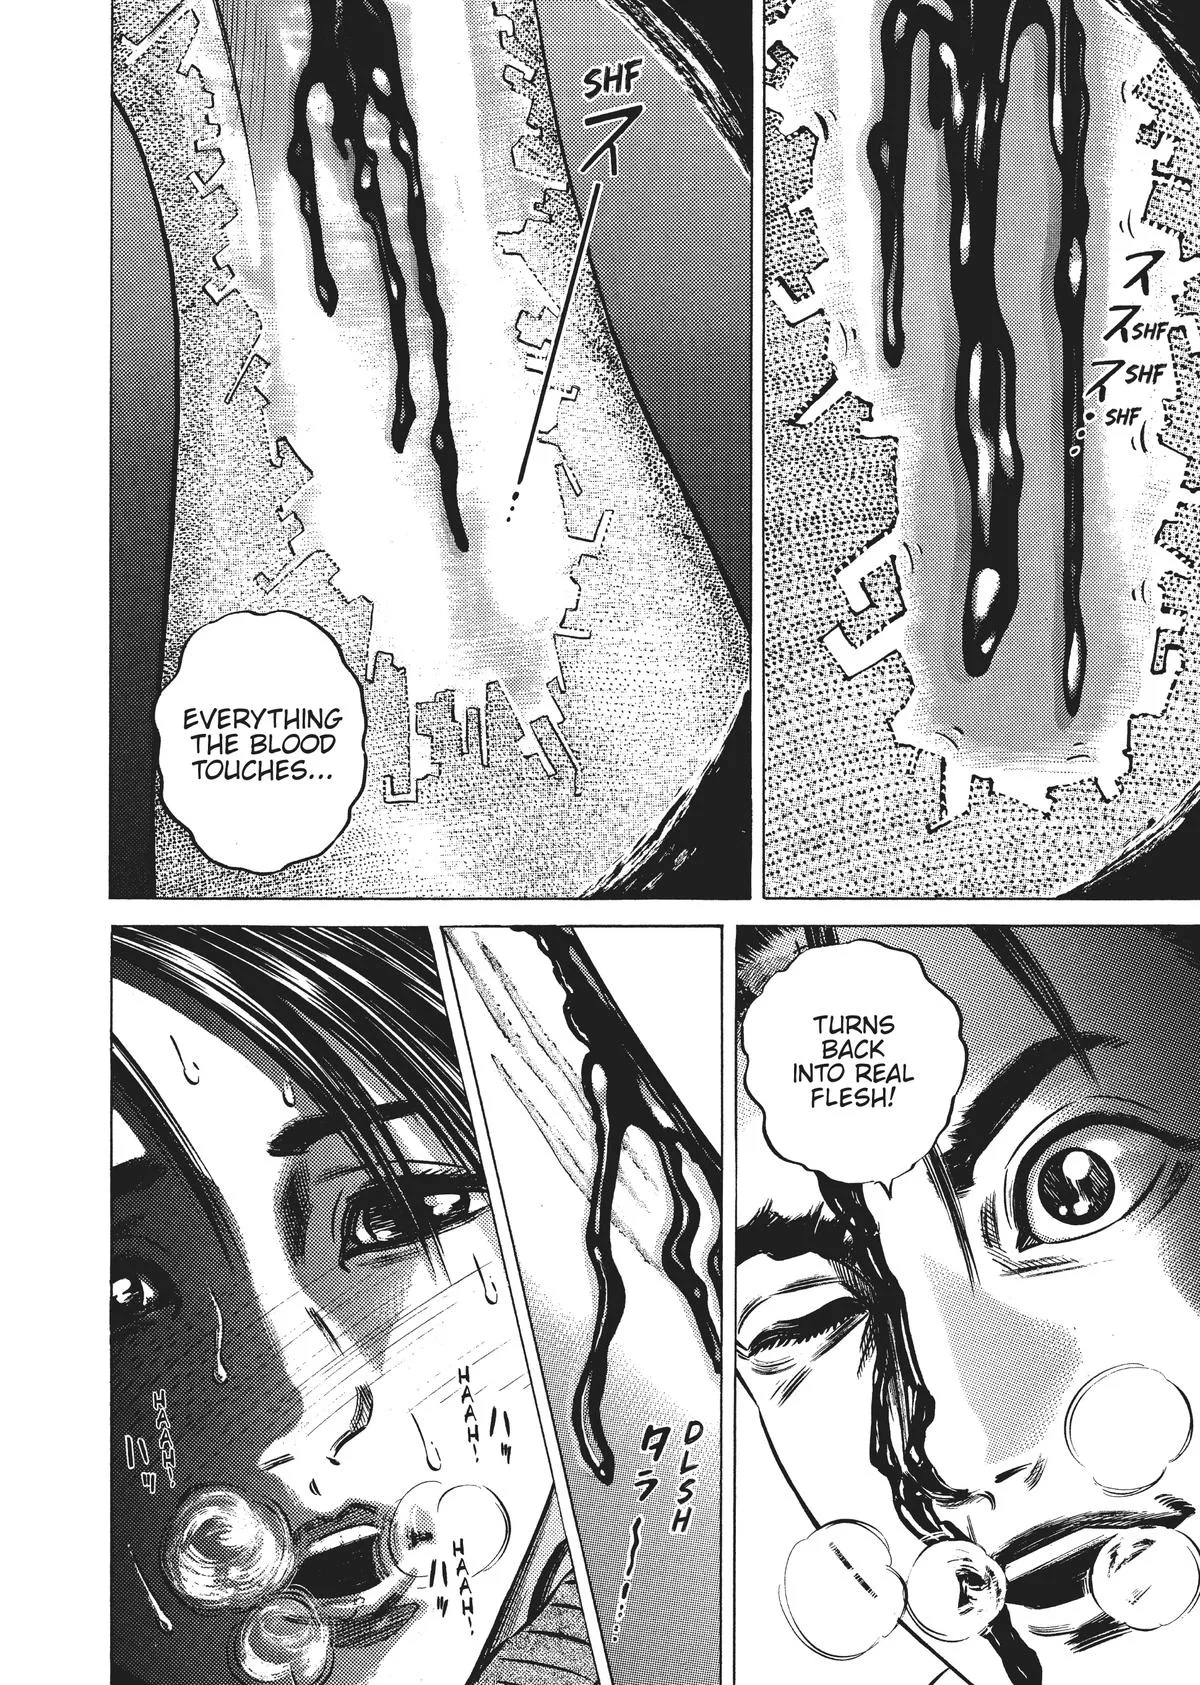 ス
ス
SHF
ス
SHF
SHF
SHF
ス
EVERYTHING
THE BLOOD
TOUCHES...
TURNS
BACK
INTO REAL
FLESH!
DLSH
タラ
HAAH!
ハッ
HAAH!
ハッ
HAAH!
ハッ